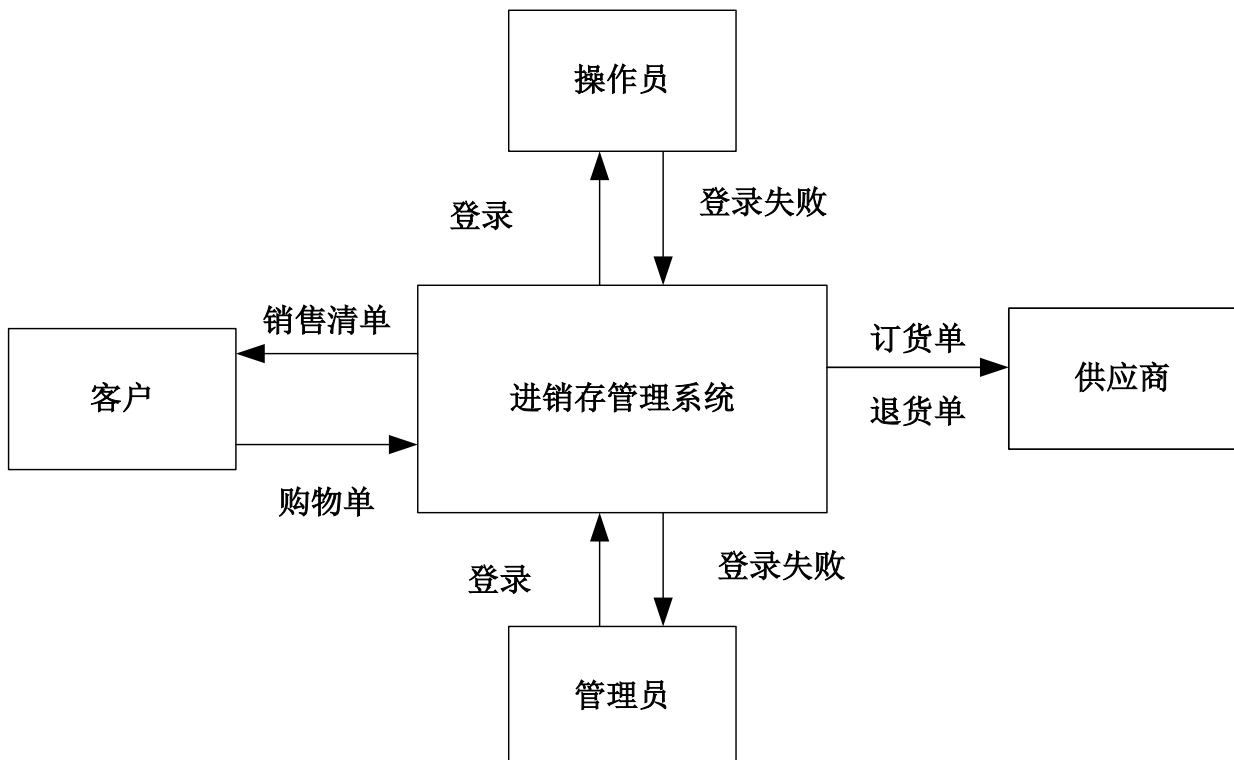 操作员
登录
登录失败
销售清单
订货单
客户
进销存管理系统
供应商
退货单
购物单
登录
登录失败
管理员